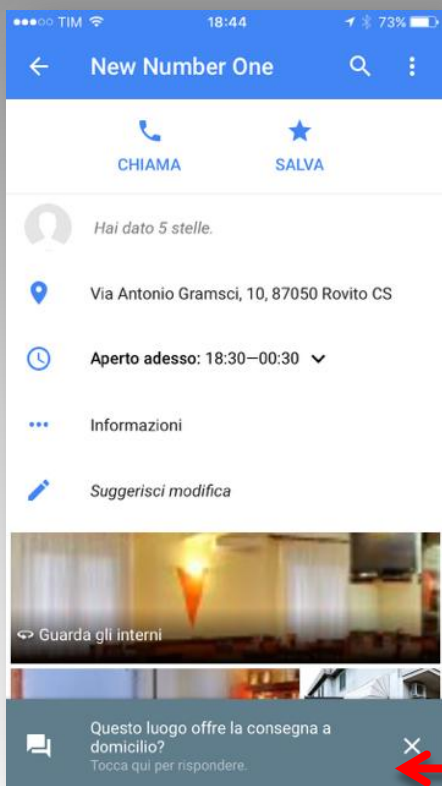 TIM 18:44 73%
New Number One
CHIAMA SALVA
Hai dato 5 stelle.
Via Antonio Gramsci, 10, 87050 Rovito CS
Aperto adesso: 18:30–00:30
Informazioni
Suggerisci modifica
Guarda gli interni
Questo luogo offre la consegna a
domicilio?
Tocca qui per rispondere.